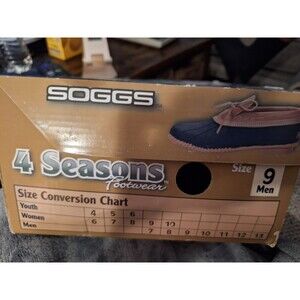 SOGGS
4 Seasons
Footwear
Size 9
Men
Size Conversion Chart
Youth 4 5 6
Women 6 7 8 9 10
Men 7 8 9 10 11 12 13